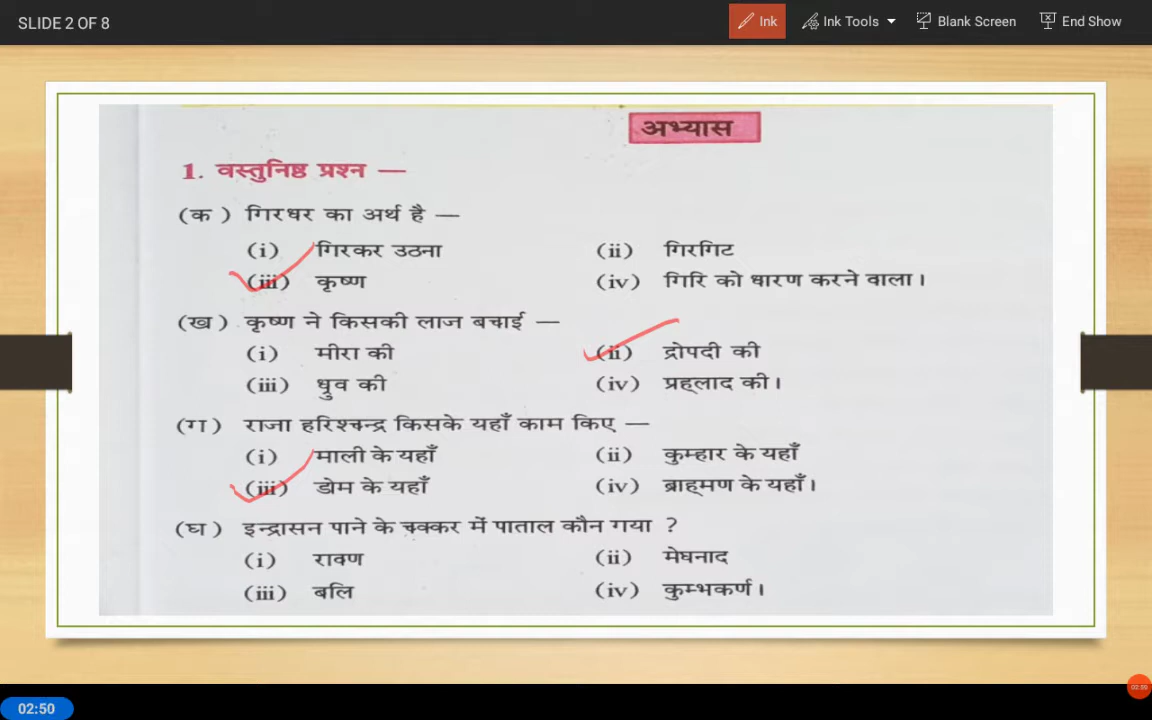 SLIDE 2 OF 8 Ink Ink Tools Blank Screen End Show
अभ्यास
1. वस्तुनिष्ठ प्रश्न —
(क ) गिरधर का अर्थ है —
(i) गिरकर उठना (ii) गिरगिट
(iii) कृष्ण (iv) गिरि को धारण करने वाला।
(ख ) कृष्ण ने किसकी लाज बचाई —
(i) मीरा की (ii) द्रोपदी की
(iii) ध्रुव की (iv) प्रह्लाद की।
(ग) राजा हरिश्चन्द्र किसके यहाँ काम किए —
(i) माली के यहाँ (ii) कुम्हार के यहाँ
(iii) डोम के यहाँ (iv) ब्राह्मण के यहाँ।
(घ) इन्द्रासन पाने के चक्कर में पाताल कौन गया ?
(i) रावण (ii) मेघनाद
(iii) बलि (iv) कुम्भकर्ण।
02:50